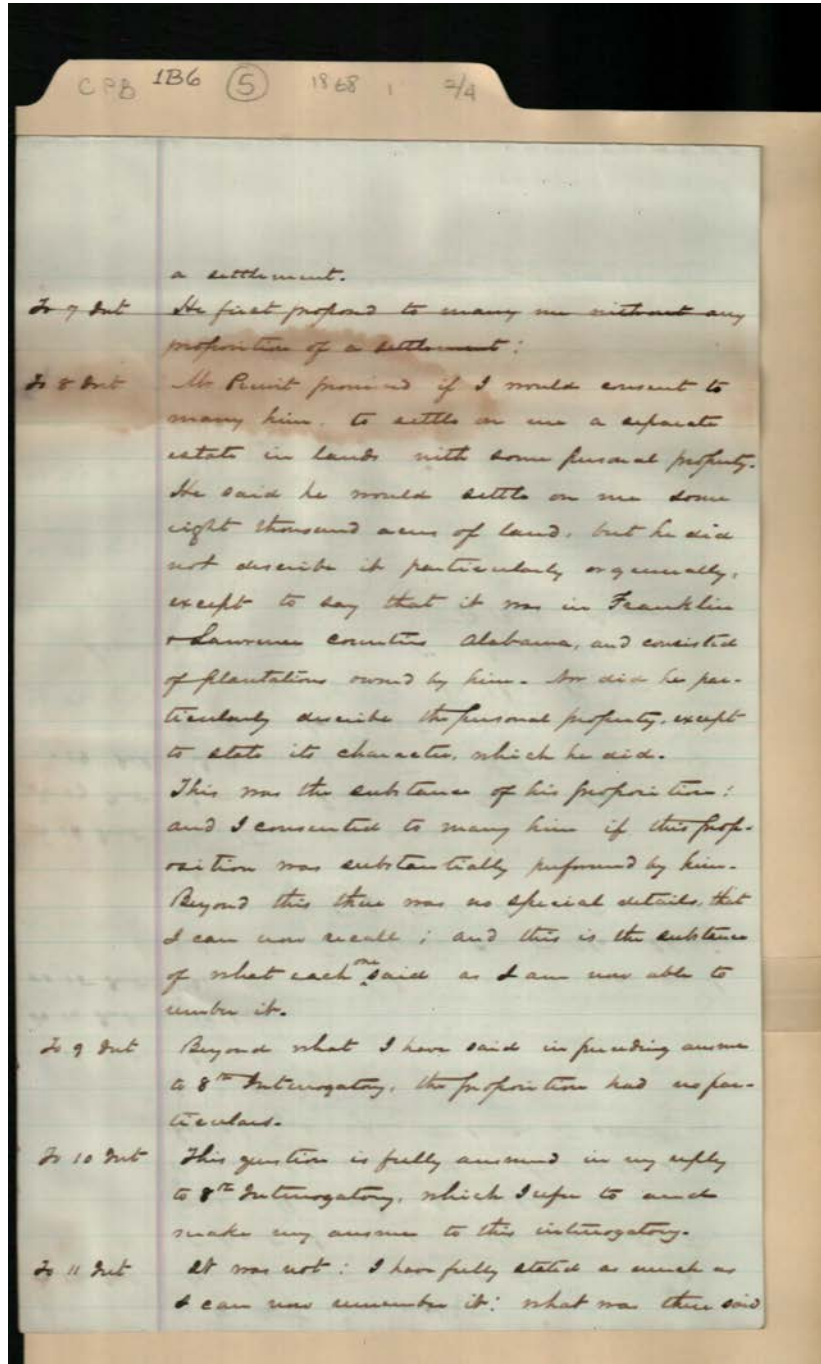 CPB 1B6 5 1868 1 2/4
a settlement.
To 7 Int He first proposed to marry me without any
proposition of a settlement:
To 8 Int Mr Pruit promised if I would consent to
marry him, to settle on me a separate
estate in lands with some personal property.
He said he would settle on me some
eight thousand acres of land, but he did
not describe it particularly or generally,
except to say that it was in Franklin
& Lawrence counties Alabama, and consisted
of plantations owned by him. Nor did he par-
ticularly describe the personal property, except
to state its character, which he did.
This was the substance of his proposition:
and I consented to marry him if this prop-
osition was substantially performed by him.
Beyond this there was no special details, that
I can now recall; and this is the substance
of what each one said as I am now able to
member it.
To 9 Int Beyond what I have said in preceding answer
to 8th Interrogatory, the proposition had no par-
ticulars.
To 10 Int This question is fully answered in my reply
to 8th Interrogatory, which I refer to and
make my answer to this interrogatory.
To 11 Int It was not: I have fully stated as much as
I can now remember it: what was there said